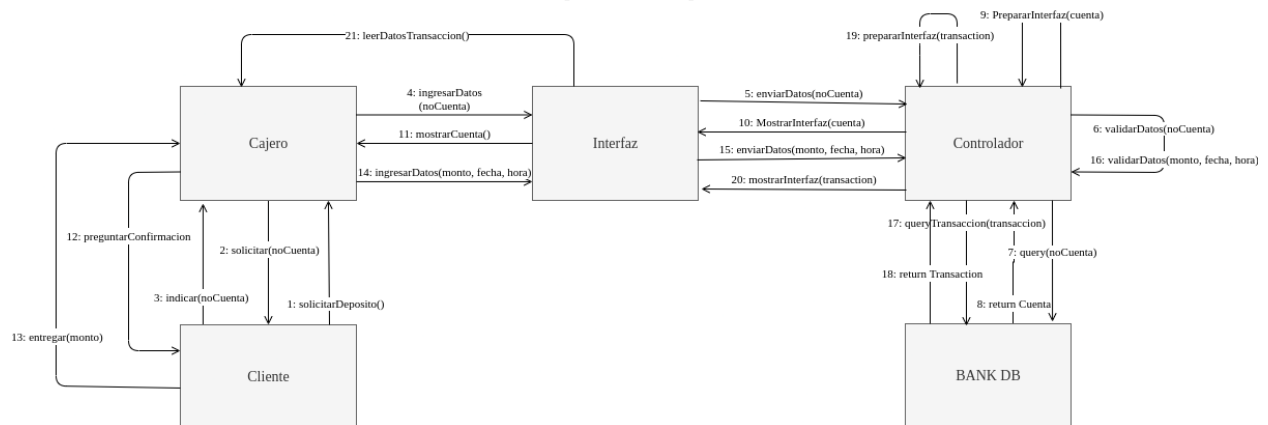 9: PrepararInterfaz(cuenta)
21: leerDatosTransaccion()
19: prepararInterfaz(transaction)
4: ingresarDatos
(noCuenta)
5: enviarDatos(noCuenta)
10: MostrarInterfaz(cuenta)
6: validarDatos(noCuenta)
11: mostrarCuenta()
Cajero
Interfaz
Controlador
15: enviarDatos(monto, fecha, hora)
16: validarDatos(monto, fecha, hora)
14: ingresarDatos(monto, fecha, hora)
20: mostrarInterfaz(transaction)
17: queryTransaccion(transaccion)
12: preguntarConfirmacion
2: solicitar(noCuenta)
7: query(noCuenta)
18: return Transaction
3: indicar(noCuenta)
1: solicitarDeposito()
8: return Cuenta
13: entregar(monto)
Cliente
BANK DB